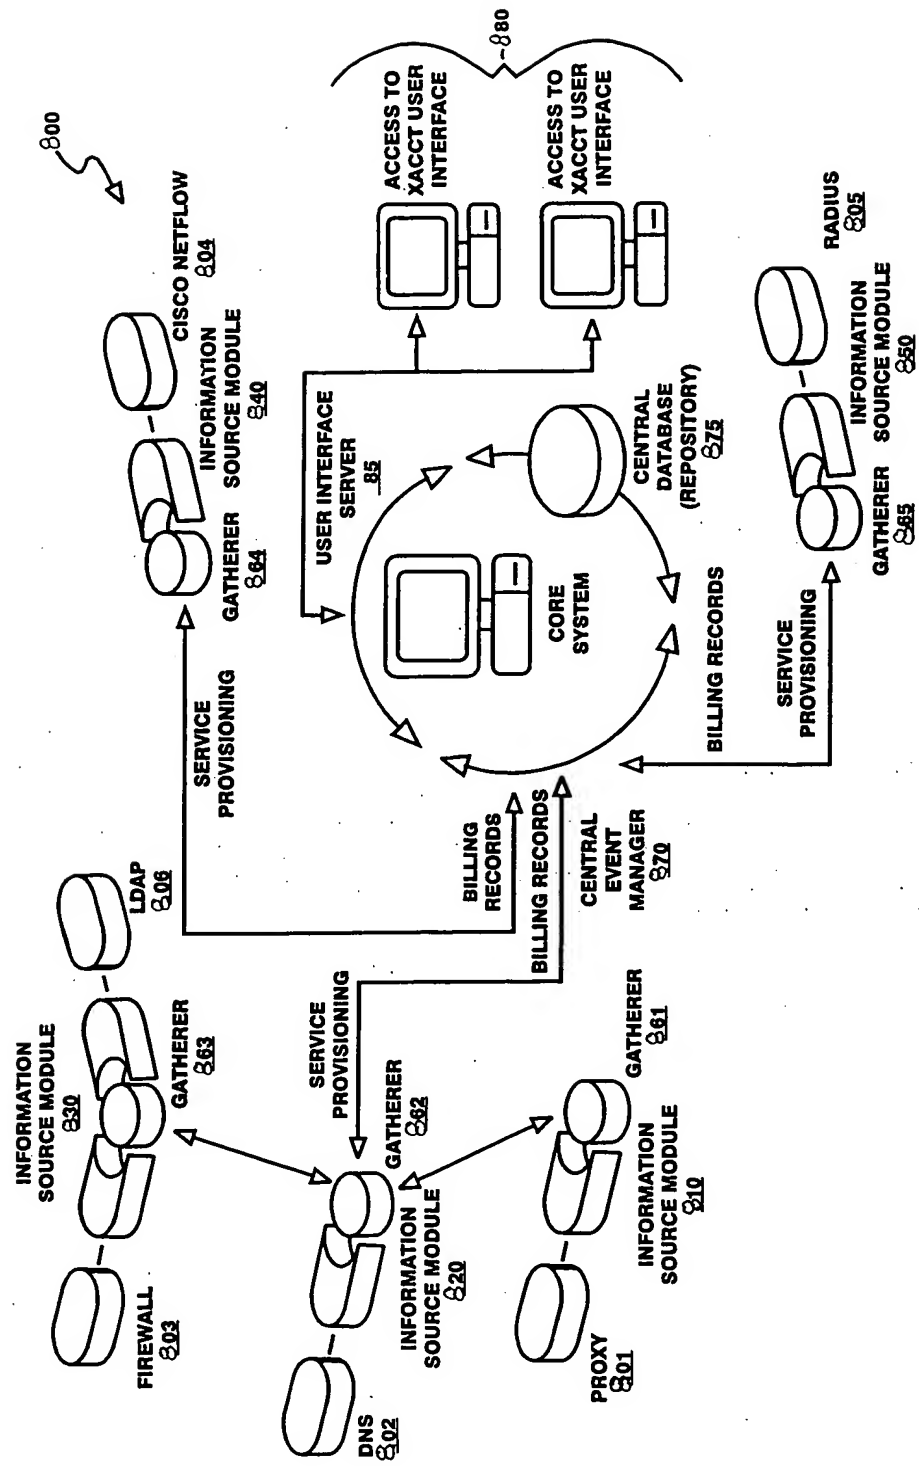 800
CISCO NETFLOW
804
INFORMATION
SOURCE MODULE
840
GATHERER
864
SERVICE
PROVISIONING
LDAP
806
INFORMATION
SOURCE MODULE
830
GATHERER
863
FIREWALL
803
880
ACCESS TO
XACCT USER
INTERFACE
ACCESS TO
XACCT USER
INTERFACE
USER INTERFACE
SERVER
85
CORE
SYSTEM
CENTRAL
DATABASE
(REPOSITORY)
875
BILLING RECORDS
BILLING
RECORDS
BILLING RECORDS
CENTRAL
EVENT
MANAGER
870
SERVICE
PROVISIONING
GATHERER
862
INFORMATION
SOURCE MODULE
820
DNS
802
RADIUS
805
INFORMATION
SOURCE MODULE
850
GATHERER
865
SERVICE
PROVISIONING
GATHERER
861
INFORMATION
SOURCE MODULE
810
PROXY
801